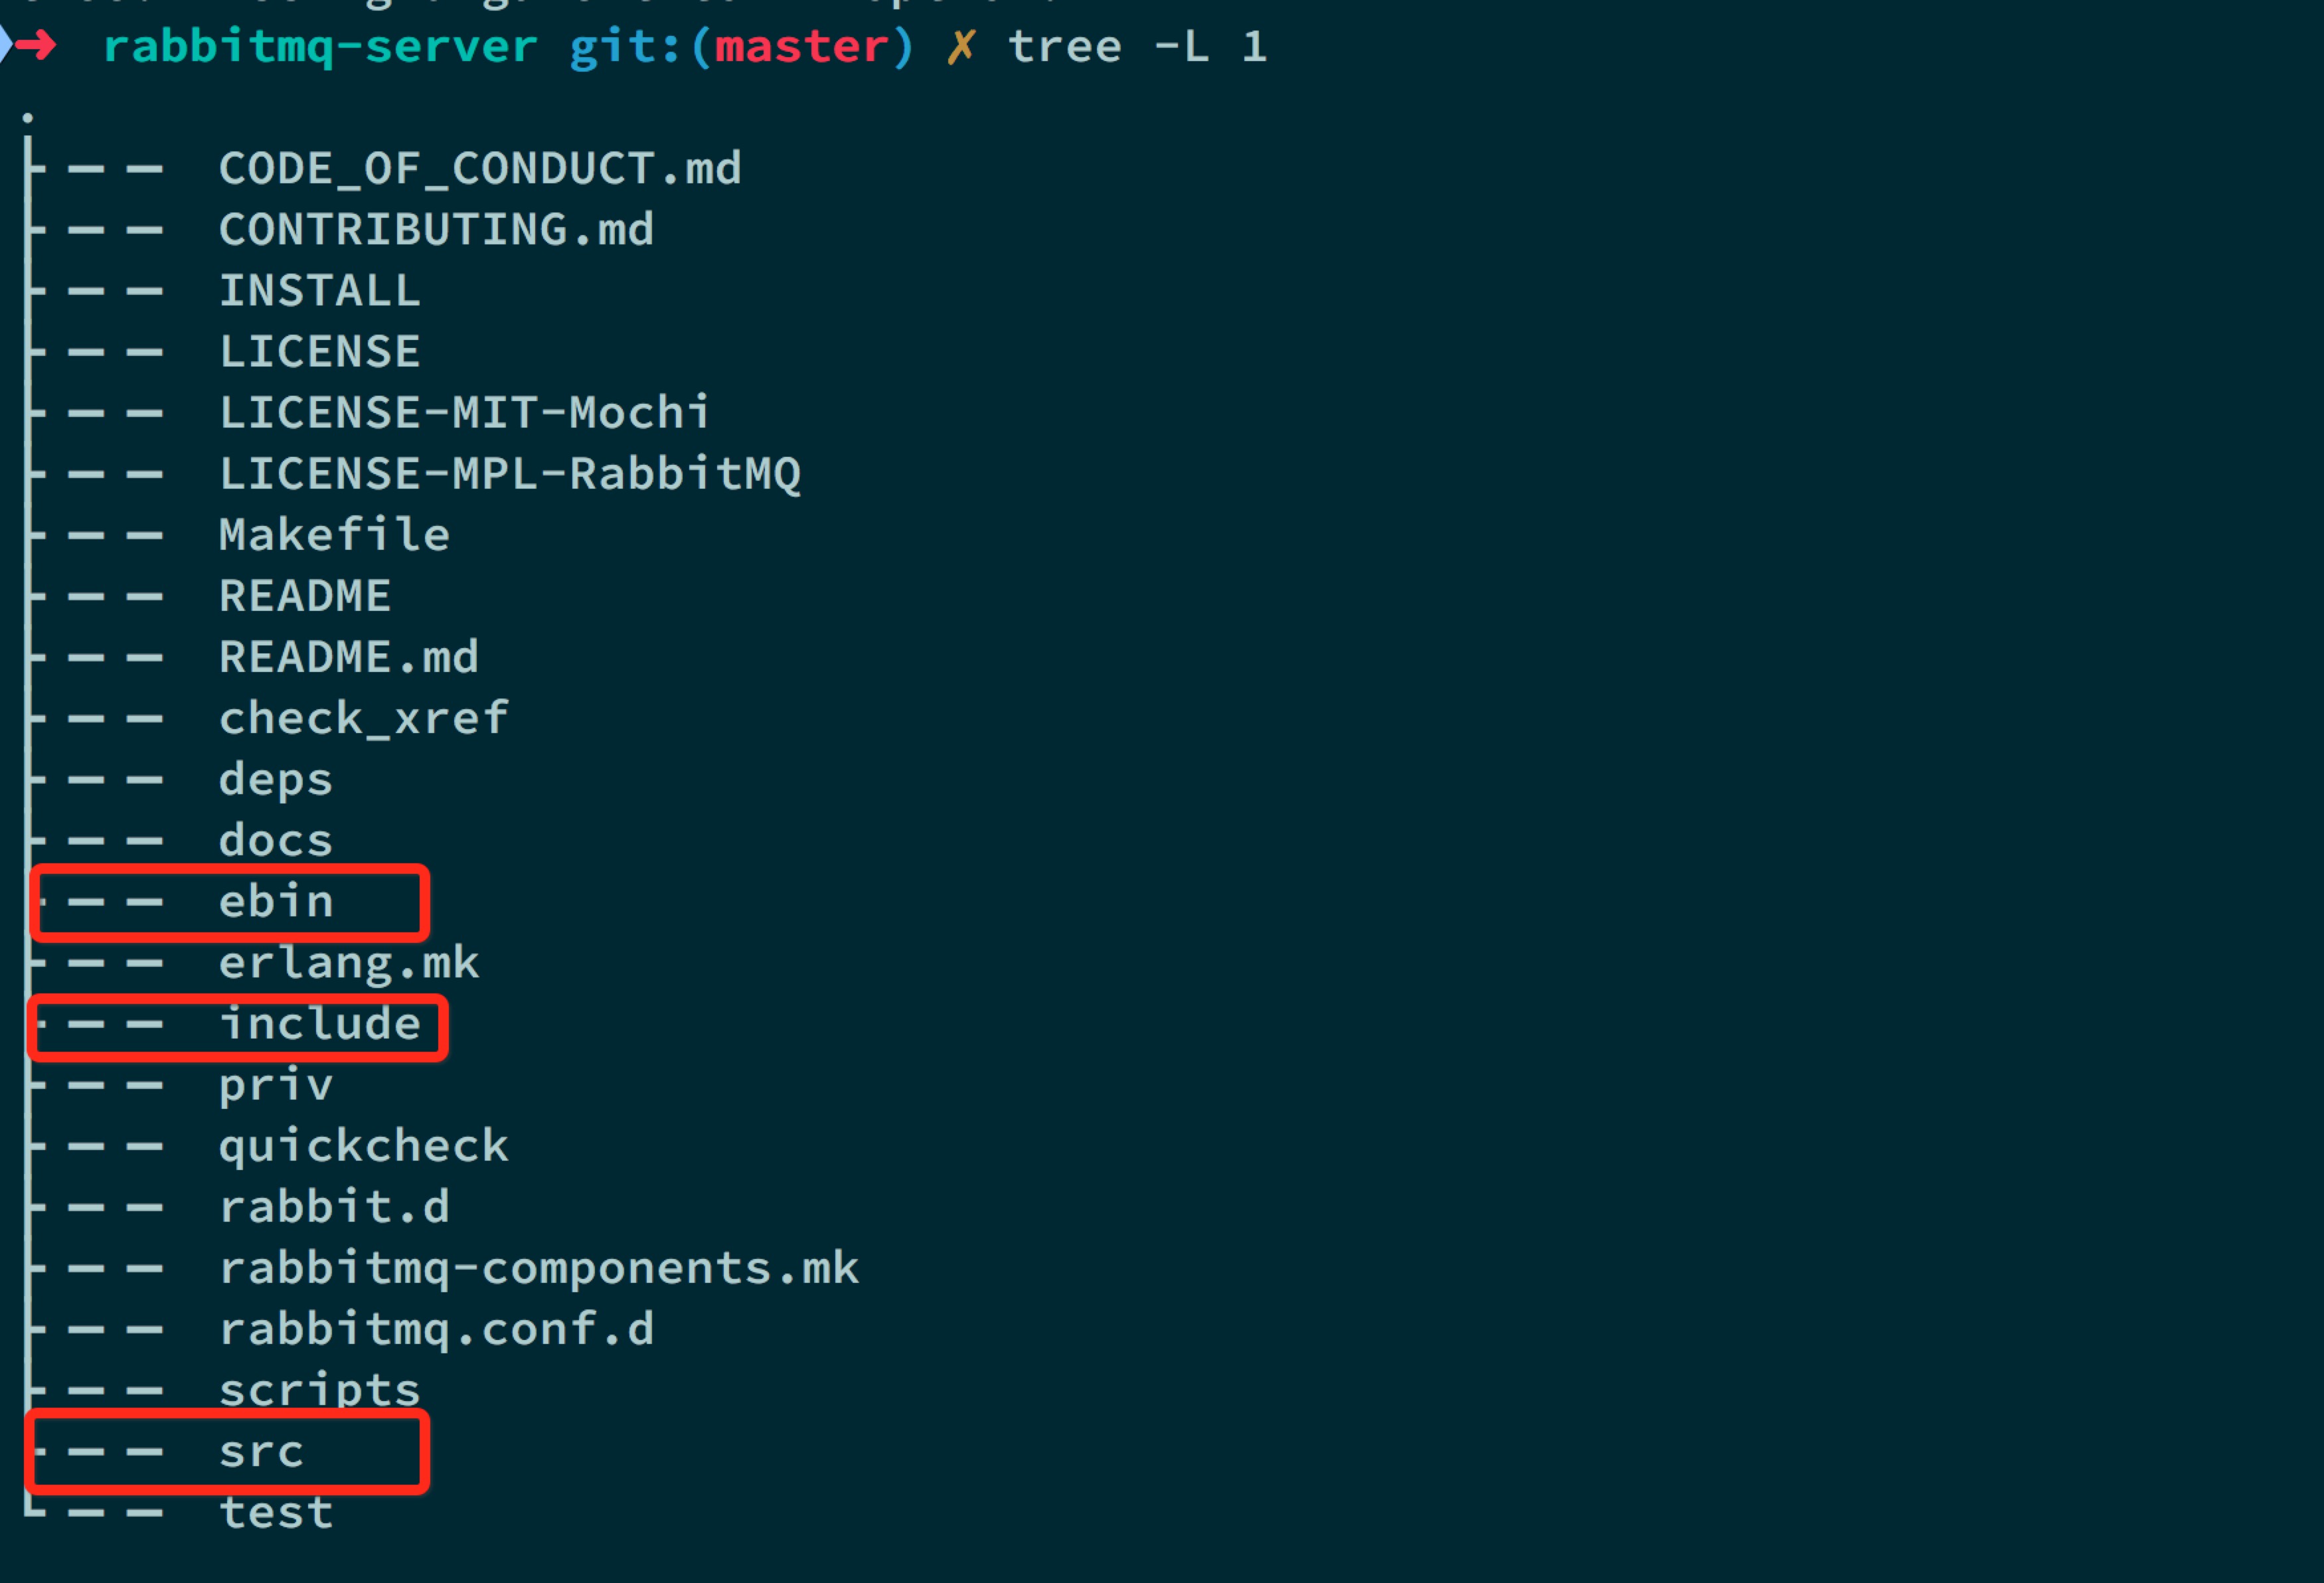 ➜ rabbitmq-server git:(master) ✗ tree -L 1
.
├── CODE_OF_CONDUCT.md
├── CONTRIBUTING.md
├── INSTALL
├── LICENSE
├── LICENSE-MIT-Mochi
├── LICENSE-MPL-RabbitMQ
├── Makefile
├── README
├── README.md
├── check_xref
├── deps
├── docs
├── ebin
├── erlang.mk
├── include
├── priv
├── quickcheck
├── rabbit.d
├── rabbitmq-components.mk
├── rabbitmq.conf.d
├── scripts
├── src
└── test